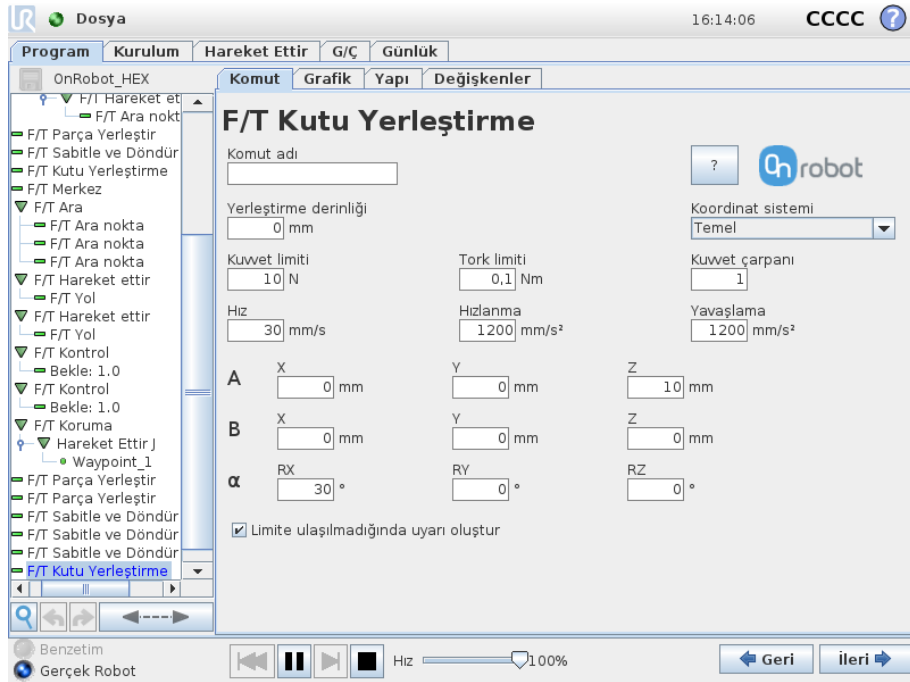 Dosya 16:14:06 CCCC ?
Program Kurulum Hareket Ettir G/Ç Günlük
OnRobot_HEX
Komut Grafik Yapı Değişkenler
F/T Hareket et
F/T Ara nokt
F/T Parça Yerleştir
F/T Sabitle ve Döndür
F/T Kutu Yerleştirme
F/T Merkez
F/T Ara
F/T Ara nokta
F/T Ara nokta
F/T Ara nokta
F/T Hareket ettir
F/T Yol
F/T Hareket ettir
F/T Yol
F/T Kontrol
Bekle: 1.0
F/T Kontrol
Bekle: 1.0
F/T Koruma
Hareket Ettir J
Waypoint_1
F/T Parça Yerleştir
F/T Parça Yerleştir
F/T Sabitle ve Döndür
F/T Sabitle ve Döndür
F/T Sabitle ve Döndür
F/T Kutu Yerleştirme
F/T Kutu Yerleştirme
Komut adı
? On robot
Yerleştirme derinliği Koordinat sistemi
0 mm Temel
Kuvvet limiti Tork limiti Kuvvet çarpanı
10 N 0,1 Nm 1
Hız Hızlanma Yavaşlama
30 mm/s 1200 mm/s² 1200 mm/s²
X Y Z
A 0 mm 0 mm 10 mm
X Y Z
B 0 mm 0 mm 0 mm
RX RY RZ
α 30 ° 0 ° 0 °
Limite ulaşılmadığında uyarı oluştur
Benzetim
Gerçek Robot
Hız 100% Geri İleri